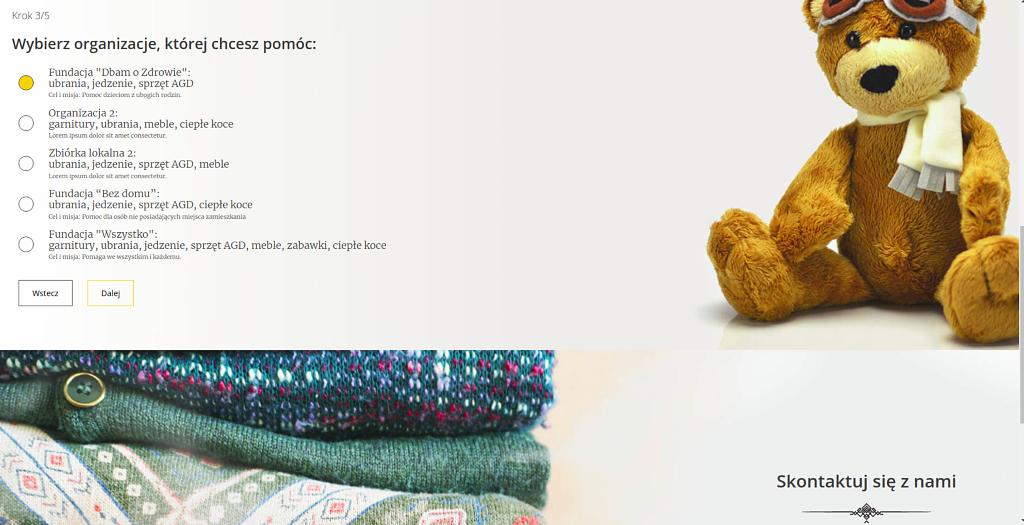 Krok 3/5
Wybierz organizacje, której chcesz pomóc:
Fundacja "Dbam o Zdrowie":
ubrania, jedzenie, sprzęt AGD
Cel i misja: Pomoc dzieciom z ubogich rodzin.
Organizacja 2:
garnitury, ubrania, meble, ciepłe koce
Lorem ipsum dolor sit amet consectetur.
Zbiórka lokalna 2:
ubrania, jedzenie, sprzęt AGD, meble
Lorem ipsum dolor sit amet consectetur.
Fundacja “Bez domu”:
ubrania, jedzenie, sprzęt AGD, ciepłe koce
Cel i misja: Pomoc dla osób nie posiadających miejsca zamieszkania
Fundacja "Wszystko":
garnitury, ubrania, jedzenie, sprzęt AGD, meble, zabawki, ciepłe koce
Cel i misja: Pomaga we wszystkim i każdemu.
Wstecz
Dalej
Skontaktuj się z nami